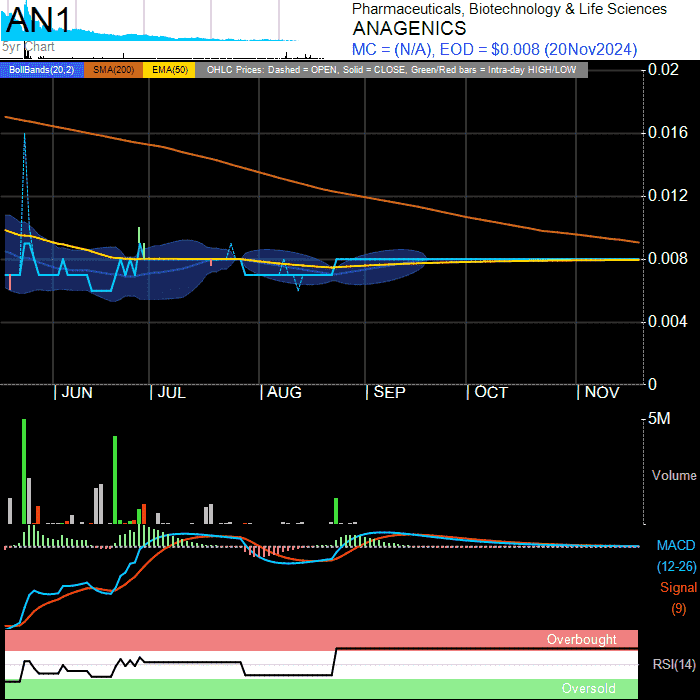 AN1
5yr Chart
Pharmaceuticals, Biotechnology & Life Sciences
ANAGENICS
MC = (N/A), EOD = $0.008 (20Nov2024)
BollBands(20,2) SMA(200) EMA(50) OHLC Prices: Dashed = OPEN, Solid = CLOSE, Green/Red bars = Intra-day HIGH/LOW
0.02
0.016
0.012
0.008
0.004
0
JUN JUL AUG SEP OCT NOV
5M
Volume
MACD
(12-26)
Signal
(9)
Overbought
RSI(14)
Oversold